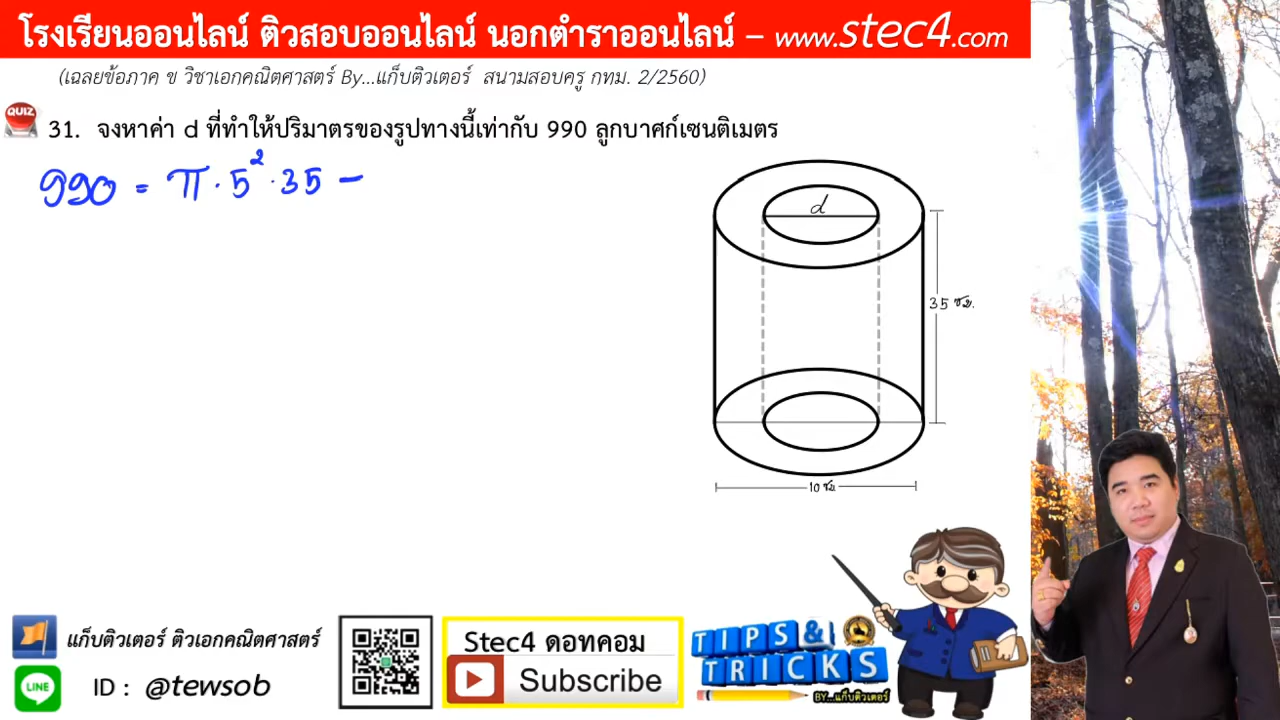 โรงเรียนออนไลน์ ติวสอบออนไลน์ นอกตำราออนไลน์ – www.stec4.com
(เฉลยข้อภาค ข วิชาเอกคณิตศาสตร์ By...แก็บติวเตอร์ สนามสอบครู กทม. 2/2560)
QUIZ
31. จงหาค่า d ที่ทำให้ปริมาตรของรูปทางนี้เท่ากับ 990 ลูกบาศก์เซนติเมตร
990 = π · 5² · 35 –
d
35 ซม.
10 ซม
แก็บติวเตอร์ ติวเอกคณิตศาสตร์
LINE
ID : @tewsob
Stec4 ดอทคอม
Subscribe
TIPS &
TRICKS
BY...แก็บติวเตอร์